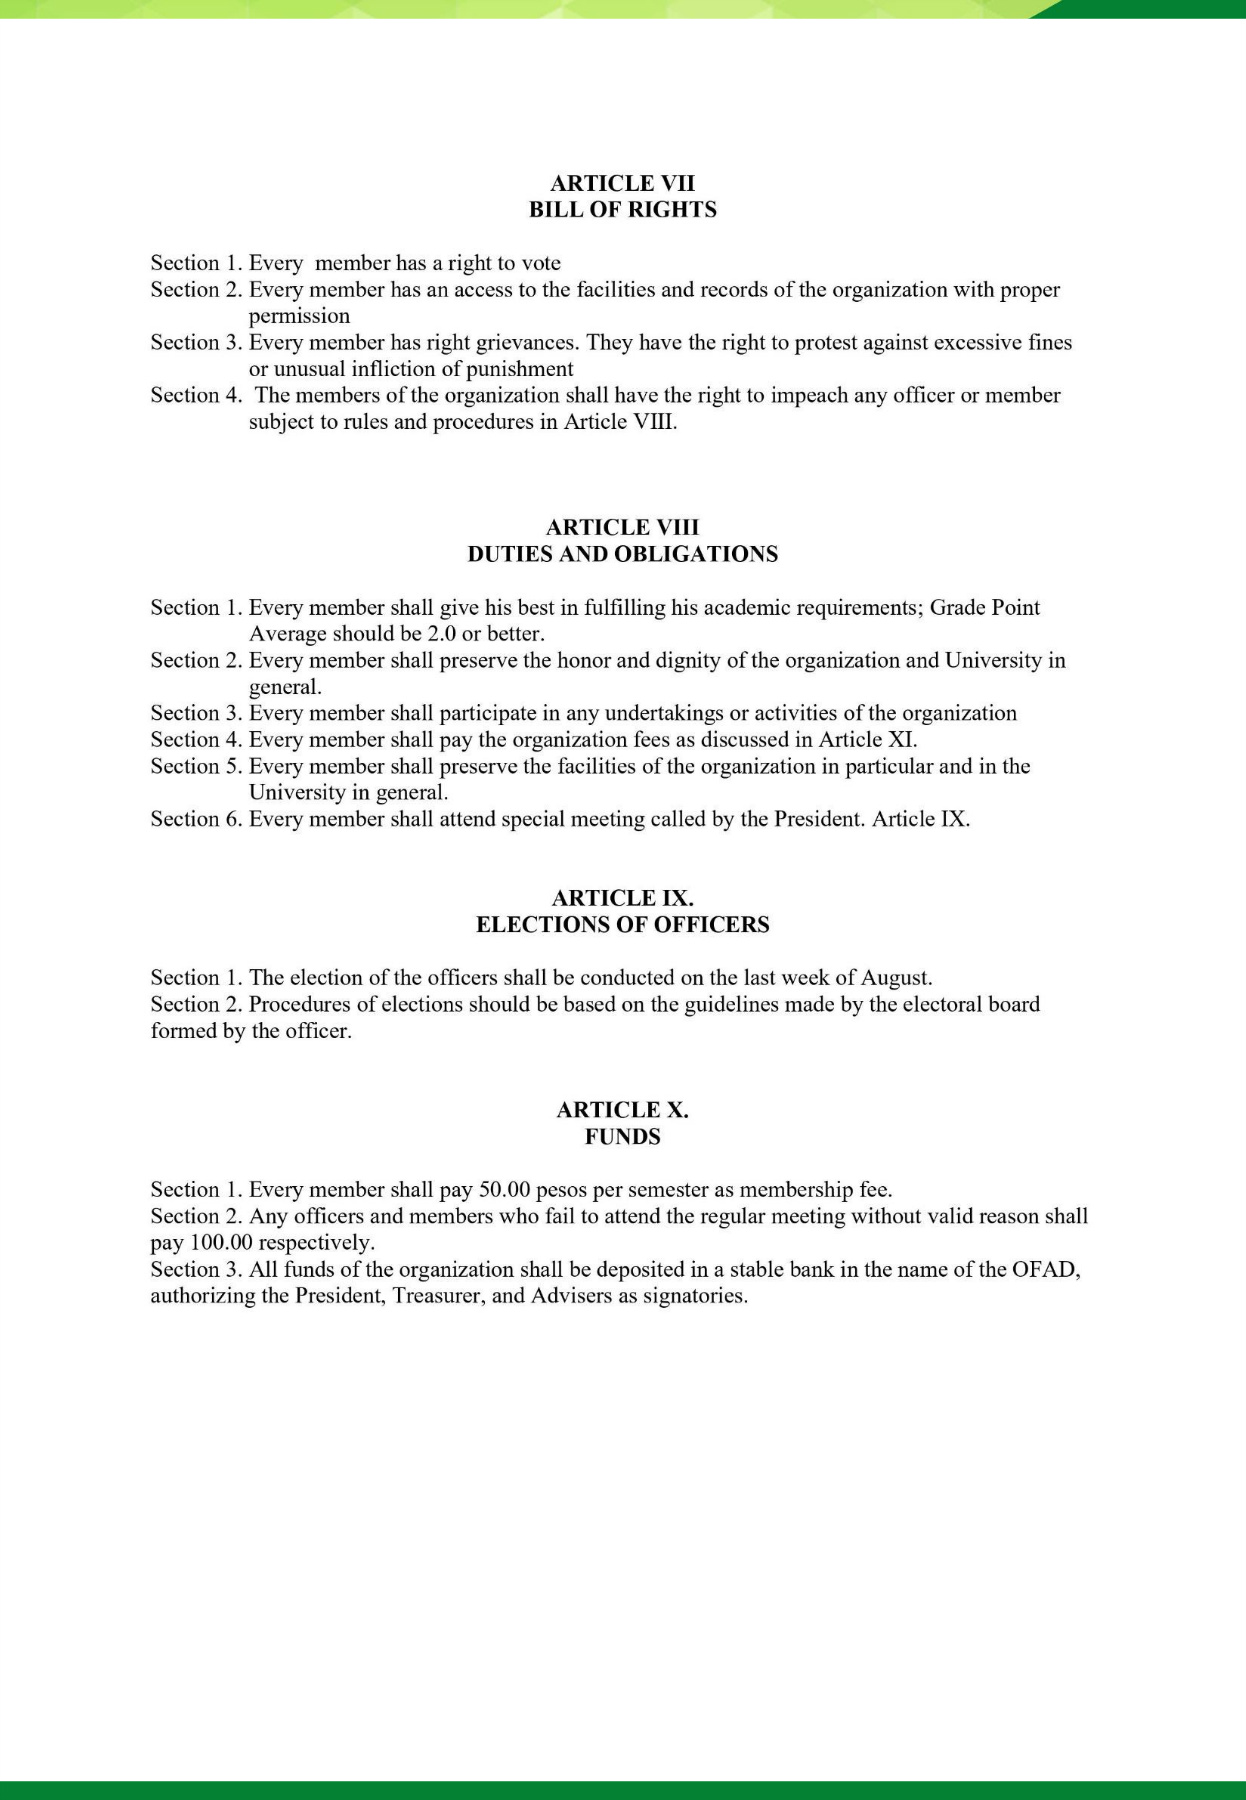 ARTICLE VII
BILL OF RIGHTS
Section 1. Every  member has a right to vote
Section 2. Every member has an access to the facilities and records of the organization with proper
permission
Section 3. Every member has right grievances. They have the right to protest against excessive fines
or unusual infliction of punishment
Section 4.  The members of the organization shall have the right to impeach any officer or member
subject to rules and procedures in Article VIII.
ARTICLE VIII
DUTIES AND OBLIGATIONS
Section 1. Every member shall give his best in fulfilling his academic requirements; Grade Point
Average should be 2.0 or better.
Section 2. Every member shall preserve the honor and dignity of the organization and University in
general.
Section 3. Every member shall participate in any undertakings or activities of the organization
Section 4. Every member shall pay the organization fees as discussed in Article XI.
Section 5. Every member shall preserve the facilities of the organization in particular and in the
University in general.
Section 6. Every member shall attend special meeting called by the President. Article IX.
ARTICLE IX.
ELECTIONS OF OFFICERS
Section 1. The election of the officers shall be conducted on the last week of August.
Section 2. Procedures of elections should be based on the guidelines made by the electoral board
formed by the officer.
ARTICLE X.
FUNDS
Section 1. Every member shall pay 50.00 pesos per semester as membership fee.
Section 2. Any officers and members who fail to attend the regular meeting without valid reason shall
pay 100.00 respectively.
Section 3. All funds of the organization shall be deposited in a stable bank in the name of the OFAD,
authorizing the President, Treasurer, and Advisers as signatories.